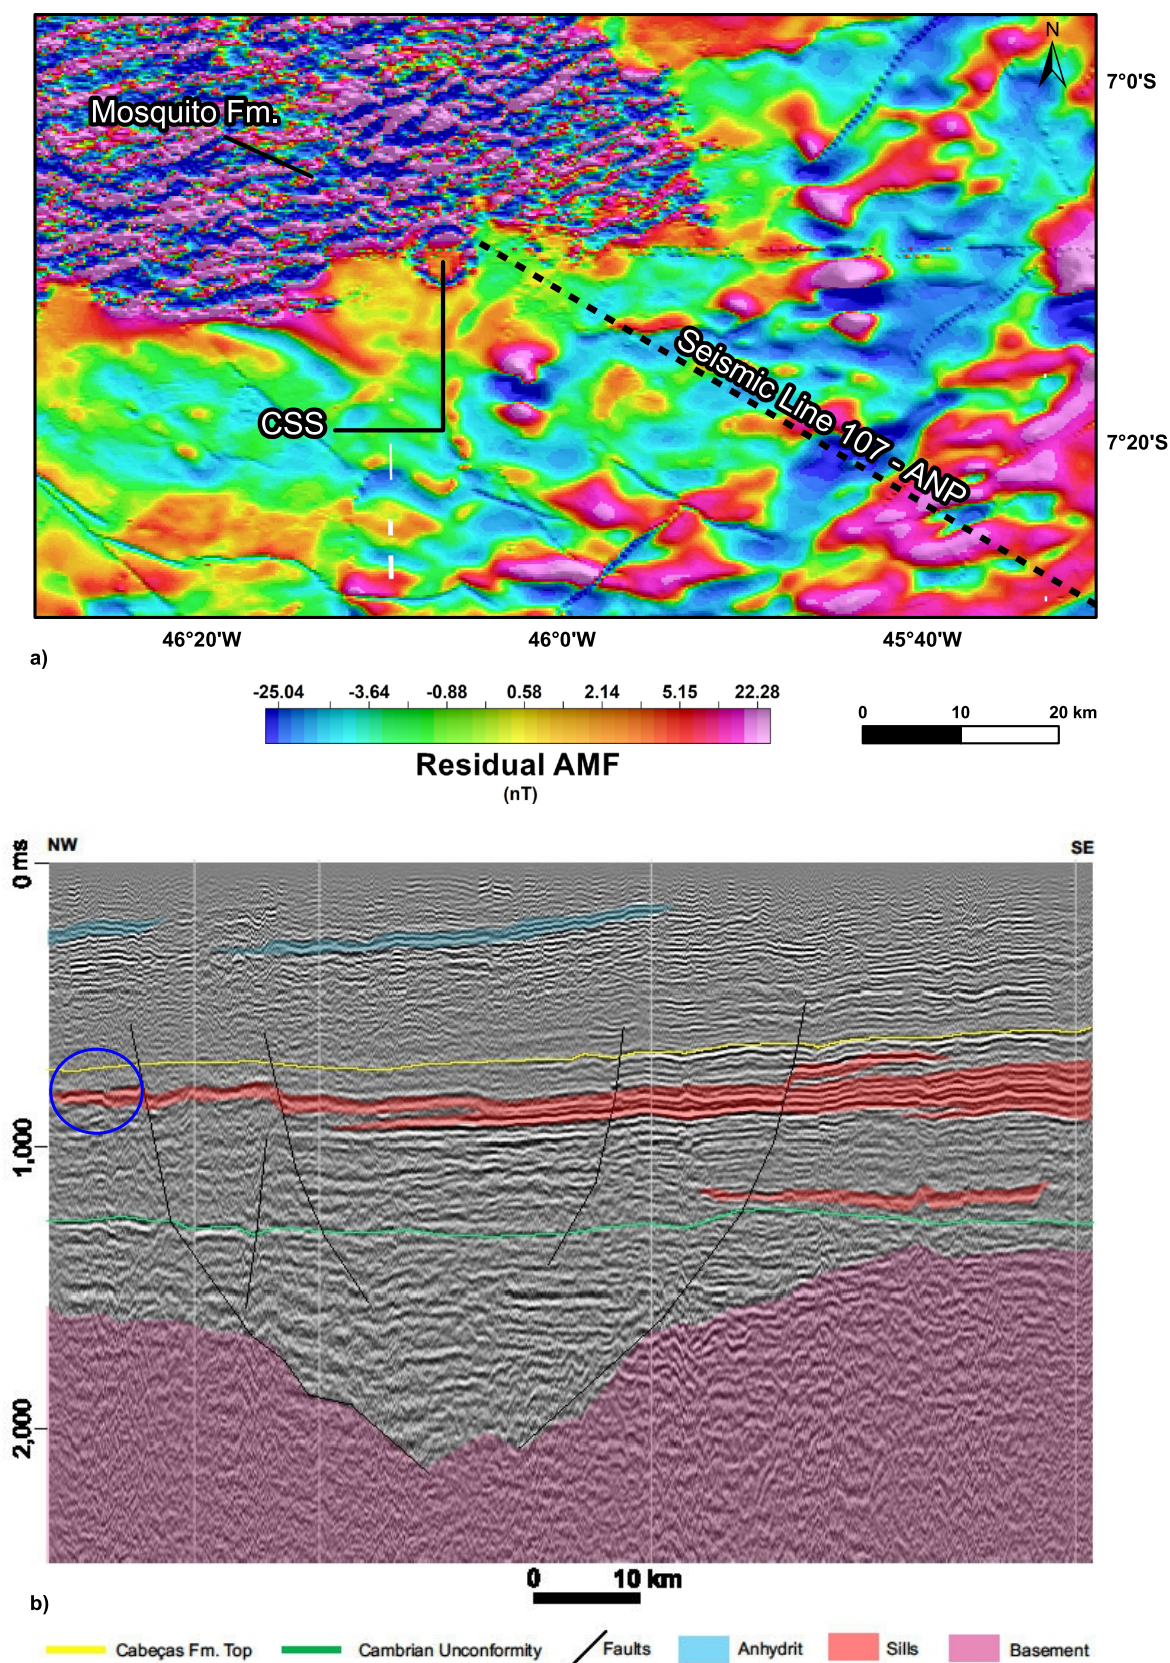 N
7°0'S
Mosquito Fm.
Seismic Line 107 - ANP
CSS
7°20'S
46°20'W 46°0'W 45°40'W
a)
-25.04 -3.64 -0.88 0.58 2.14 5.15 22.28
0 10 20 km
Residual AMF
(nT)
NW SE
0 ms
1,000
2,000
0 10 km
b)
Cabeças Fm. Top Cambrian Unconformity Faults Anhydrit Sills Basement